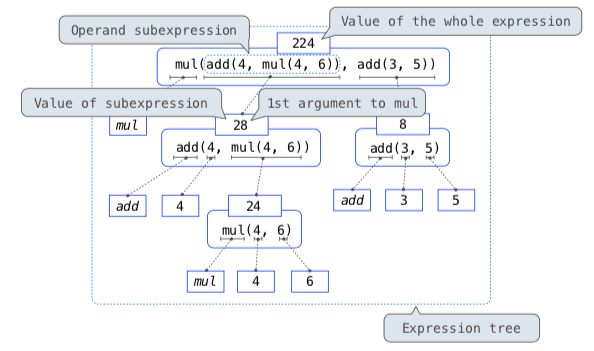 Value of the whole expression
Operand subexpression
224
mul(add(4, mul(4, 6)), add(3, 5))
Value of subexpression
1st argument to mul
mul
28
8
add(4, mul(4, 6))
add(3, 5)
add
4
24
add
3
5
mul(4, 6)
mul
4
6
Expression tree